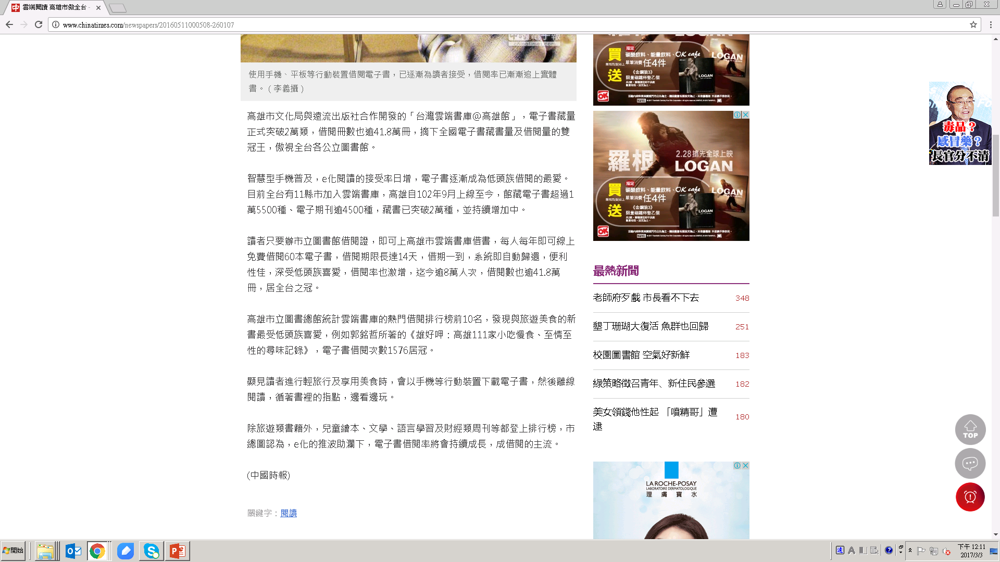 雲端閱讀 高雄市傲全台 -
www.chinatimes.com/newspapers/20160511000508-260107
中時電子報
chinatimes.com
使用手機、平板等行動裝置借閱電子書，已逐漸為讀者接受，借閱率已漸漸追上實體
書。（李義攝）
高雄市文化局與遠流出版社合作開發的「台灣雲端書庫@高雄館」，電子書藏量
正式突破2萬類，借閱冊數也逾41.8萬冊，摘下全國電子書藏書量及借閱量的雙
冠王，傲視全台各公立圖書館。
智慧型手機普及，e化閱讀的接受率日增，電子書逐漸成為低頭族借閱的最愛。
目前全台有11縣市加入雲端書庫，高雄自102年9月上線至今，館藏電子書超過1
萬5500種、電子期刊逾4500種，藏書已突破2萬種，並持續增加中。
讀者只要辦市立圖書館借閱證，即可上高雄市雲端書庫借書，每人每年即可線上
免費借閱60本電子書，借閱期限長達14天，借期一到，系統即自動歸還，便利
性佳，深受低頭族喜愛，借閱率也激增，迄今逾8萬人次，借閱數也逾41.8萬
冊，居全台之冠。
高雄市立圖書總館統計雲端書庫的熱門借閱排行榜前10名，發現與旅遊美食的新
書最受低頭族喜愛，例如郭銘哲所著的《雄好呷：高雄111家小吃慢食、至情至
性的尋味記錄》，電子書借閱次數1576居冠。
顯見讀者進行輕旅行及享用美食時，會以手機等行動裝置下載電子書，然後離線
閱讀，循著書裡的指點，邊看邊玩。
除旅遊類書籍外，兒童繪本、文學、語言學習及財經類周刊等都登上排行榜，市
總圖認為，e化的推波助瀾下，電子書借閱率將會持續成長，成借閱的主流。
(中國時報)
關鍵字：閱讀
羅根 LOGAN
買
送
指定
碳酸飲料、能量飲料、OK cafe
單筆消費 任4件
《金鋼狼3》
限量磁鐵杯墊乙個
LOGAN
LOGAN
OK
MARVEL
羅根
2.28搶先全球上映
LOGAN
買
送
指定
碳酸飲料、能量飲料、OK cafe
單筆消費 任4件
《金鋼狼3》
限量磁鐵杯墊乙個
LOGAN
LOGAN
OK
MARVEL
最熱新聞
老師府歹戲 市長看不下去 348
墾丁珊瑚大復活 魚群也回歸 251
校園圖書館 空氣好新鮮 183
綠策略徵召青年、新住民參選 182
美女領錢他性起 「噴精哥」遭
逮 180
LA ROCHE-POSAY
LABORATOIRE DERMATOLOGIQUE
理膚寶水
毒品？
感冒藥？
長官分不清
TOP
開始
速
下午 12:11
2017/3/3